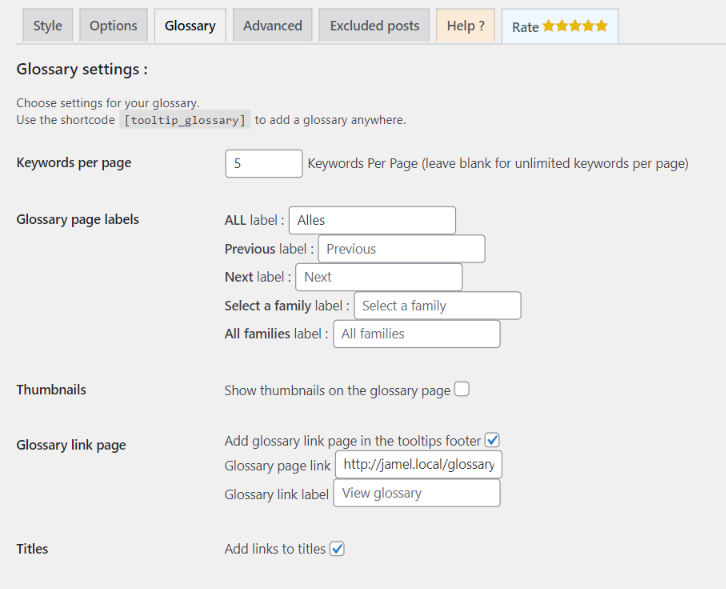 Style Options Glossary Advanced Excluded posts Help ? Rate
Glossary settings :
Choose settings for your glossary.
Use the shortcode [tooltip_glossary] to add a glossary anywhere.
Keywords per page 5 Keywords Per Page (leave blank for unlimited keywords per page)
Glossary page labels ALL label : Alles
Previous label : Previous
Next label : Next
Select a family label : Select a family
All families label : All families
Thumbnails Show thumbnails on the glossary page
Glossary link page Add glossary link page in the tooltips footer
Glossary page link http://jamel.local/glossary
Glossary link label View glossary
Titles Add links to titles